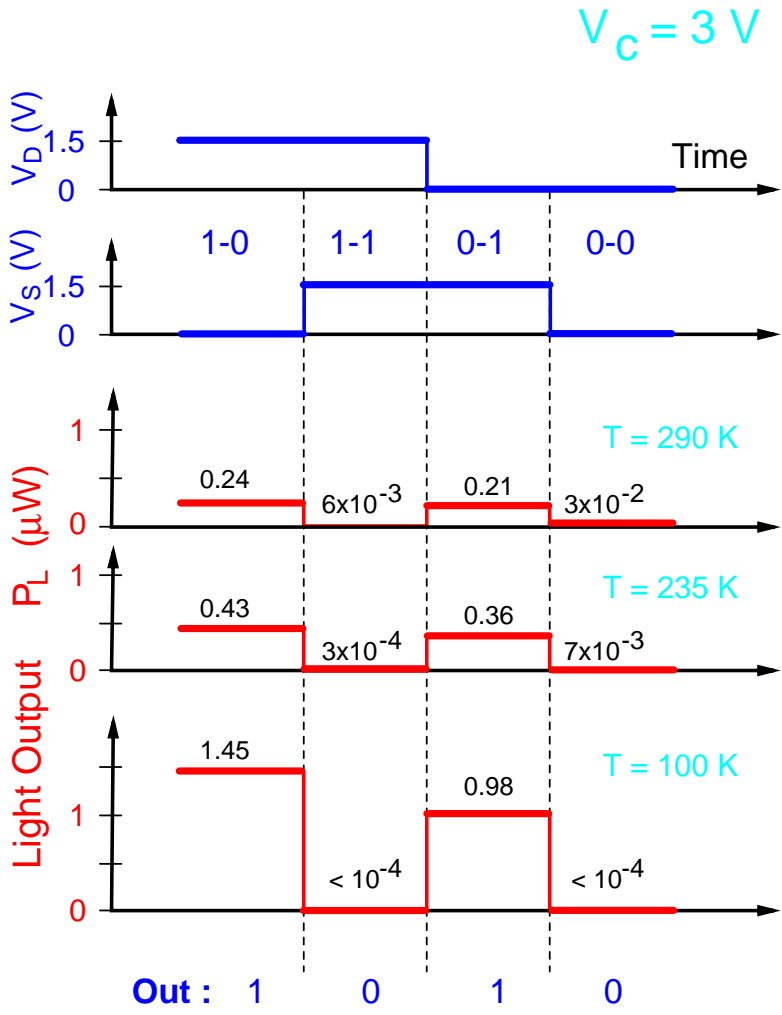 V_C = 3 V
V_D (V)
1.5
0
Time
1-0 1-1 0-1 0-0
V_S (V)
1.5
0
Light Output P_L (μW)
1
0
T = 290 K
0.24 6x10^-3 0.21 3x10^-2
1
0
T = 235 K
0.43 3x10^-4 0.36 7x10^-3
1
0
T = 100 K
1.45 < 10^-4 0.98 < 10^-4
Out : 1 0 1 0